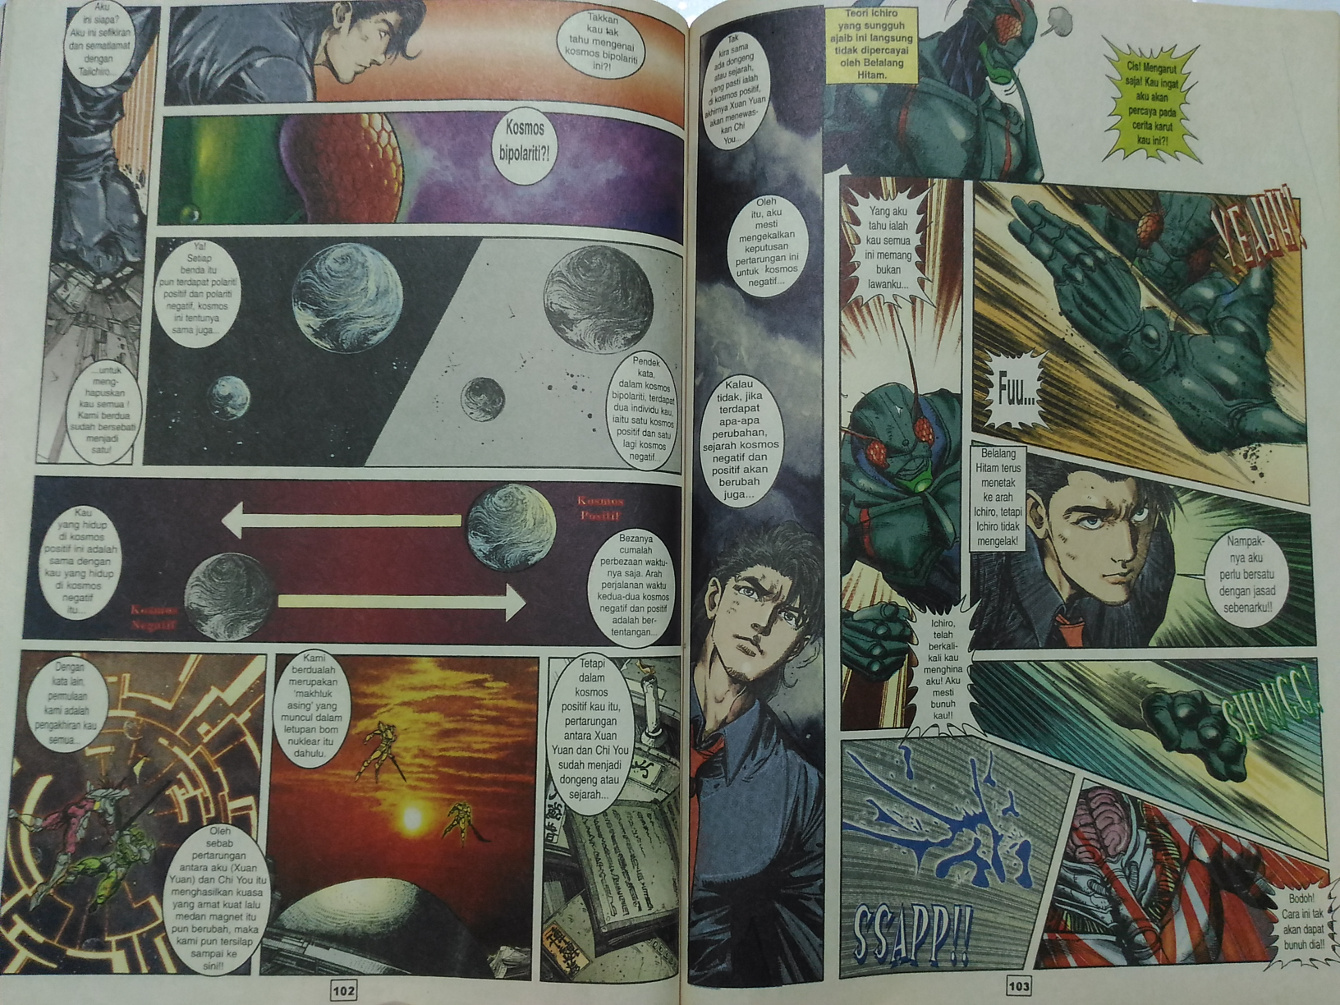 Aku
ini siapa?
Aku ini sefikiran
dan sematlamat
dengan
Taiichiro...
Takkan
kau tak
tahu mengenai
kosmos bipolariti
ini?!
Kosmos
bipolariti?!
Ya!
Setiap
benda itu
pun terdapat polariti
positif dan polariti
negatif, kosmos
ini tentunya
sama juga...
...untuk
meng-
hapuskan
kau semua !
Kami berdua
sudah bersebati
menjadi
satu!
Pendek
kata,
dalam kosmos
bipolariti, terdapat
dua individu kau,
iaitu satu kosmos
positif dan satu
lagi kosmos
negatif...
Kau
yang hidup
di kosmos
positif ini adalah
sama dengan
kau yang hidup
di kosmos
negatif
itu...
Kosmos
Positif
Kosmos
Negatif
Bezanya
cumalah
perbezaan waktu-
nya saja. Arah
perjalanan waktu
kedua-dua kosmos
negatif dan positif
adalah ber-
tentangan...
Dengan
kata lain,
permulaan
kami adalah
pengakhiran kau
semua...
Oleh
sebab
pertarungan
antara aku (Xuan
Yuan) dan Chi You itu
menghasilkan kuasa
yang amat kuat lalu
medan magnet itu
pun berubah, maka
kami pun tersilap
sampai ke
sini!!
Kami
berdualah
merupakan
'makhluk
asing' yang
muncul dalam
letupan bom
nuklear itu
dahulu.
Tetapi
dalam
kosmos
positif kau itu,
pertarungan
antara Xuan
Yuan dan Chi You
sudah menjadi
dongeng atau
sejarah...
102
Tak
kira sama
ada dongeng
atau sejarah,
yang pasti ialah
di kosmos positif,
akhirnya Xuan Yuan
akan menewas-
kan Chi
You...
Oleh
itu, aku
mesti
mengekalkan
keputusan
pertarungan ini
untuk kosmos
negatif...
Kalau
tidak, jika
terdapat
apa-apa
perubahan,
sejarah kosmos
negatif dan
positif akan
berubah
juga...
Teori Ichiro
yang sungguh
ajaib ini langsung
tidak dipercayai
oleh Belalang
Hitam.
Cis! Mengarut
saja! Kau ingat
aku akan
percaya pada
cerita karut
kau ini?!
Yang aku
tahu ialah
kau semua
ini memang
bukan
lawanku...
YEAHH!
Fuu...
Belalang
Hitam terus
menetak
ke arah
Ichiro, tetapi
Ichiro tidak
mengelak!
Nampak-
nya aku
perlu bersatu
dengan jasad
sebenarku!!
Ichiro,
telah
berkali-
kali kau
menghina
aku! Aku
mesti
bunuh
kau!!
SHUNGG!
SSAPP!!
Bodoh!
Cara ini tak
akan dapat
bunuh dia!!
103